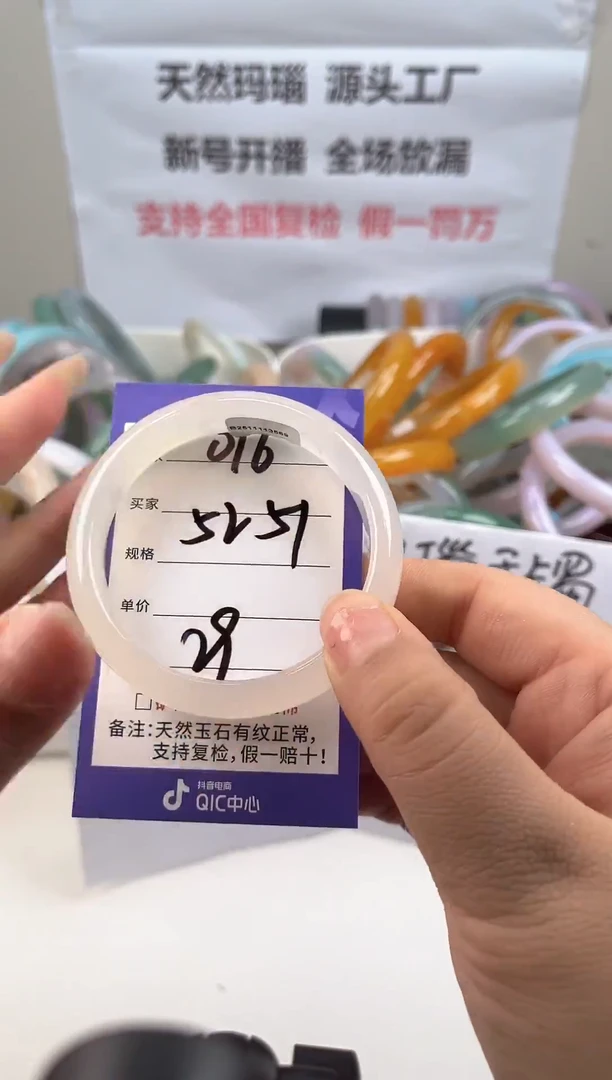 天然玛瑙 源头工厂
新号开播 全场放漏
支持全国复检 假一罚万
016
买家
5251
规格
单价
29
备注：天然玉石有纹正常，
支持复检，假一赔十！
抖音电商
QIC中心